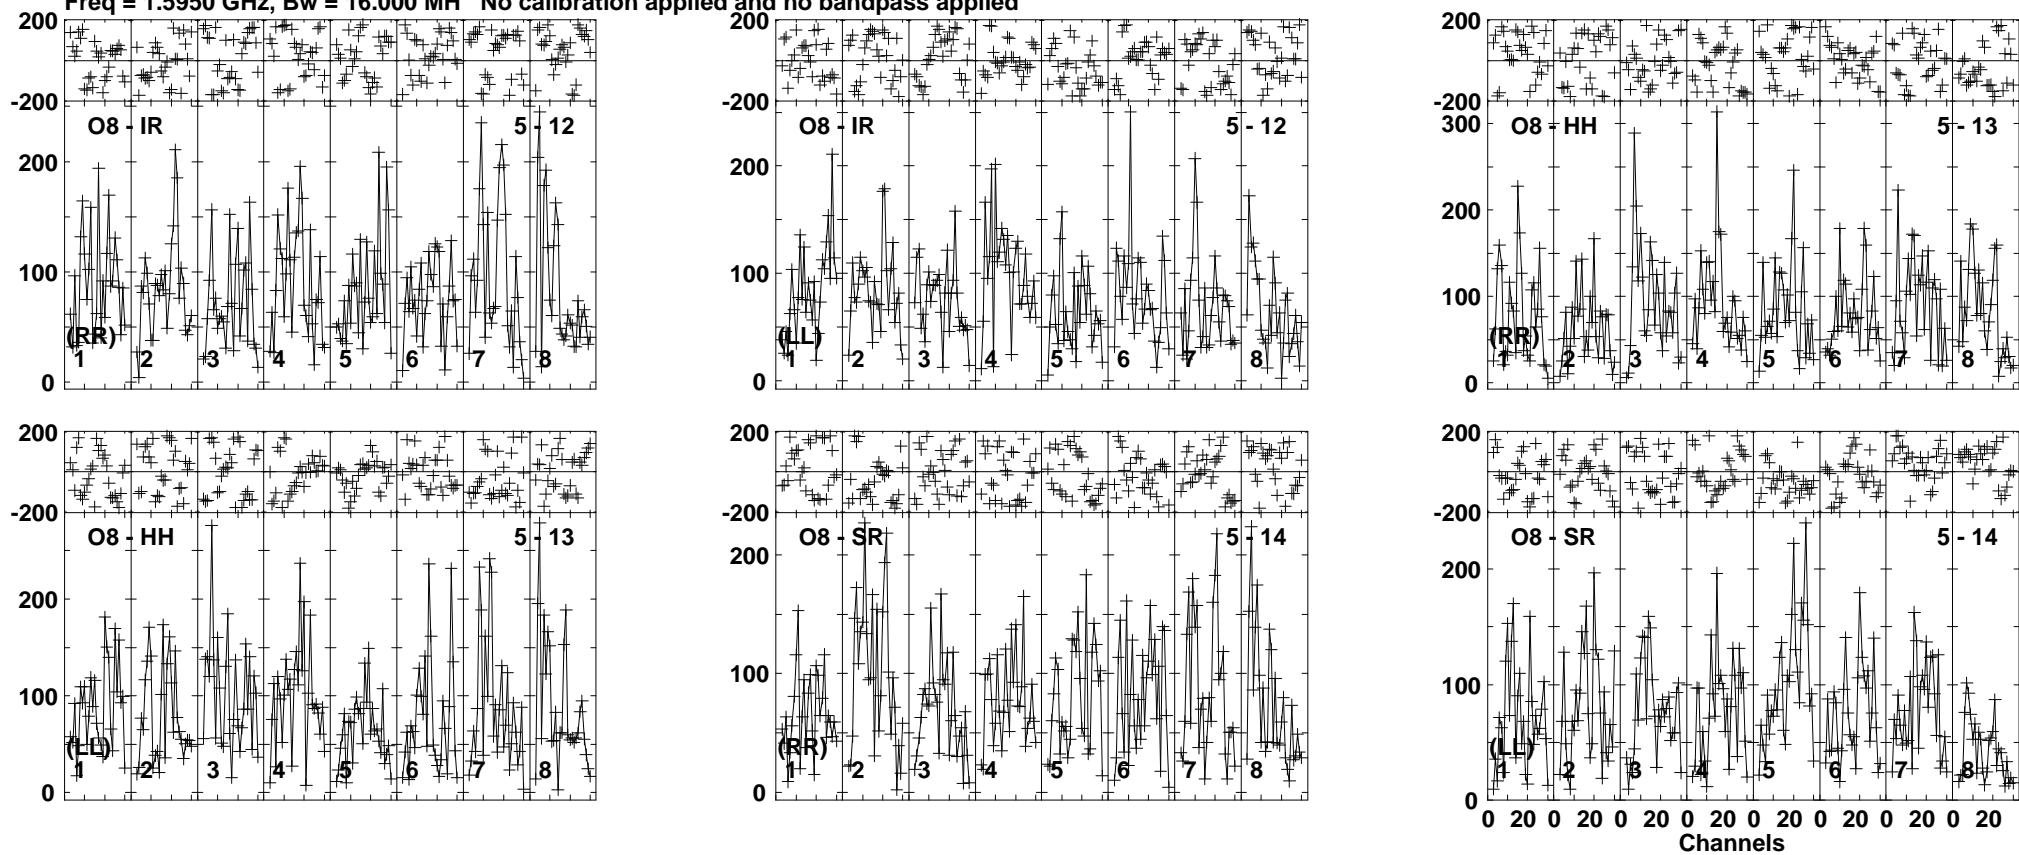 Freq = 1.5950 GHz, Bw = 16.000 MH No calibration applied and no bandpass applied
200
-200
O8 - IR 5 - 12
200
100
0
(RR)
1 2 3 4 5 6 7 8
200
-200
O8 - IR 5 - 12
200
100
0
(LL)
1 2 3 4 5 6 7 8
200
-200
300
O8 - HH 5 - 13
200
100
0
(RR)
1 2 3 4 5 6 7 8
200
-200
O8 - HH 5 - 13
200
100
0
(LL)
1 2 3 4 5 6 7 8
200
-200
O8 - SR 5 - 14
200
100
0
(RR)
1 2 3 4 5 6 7 8
200
-200
O8 - SR 5 - 14
200
100
0
(LL)
1 2 3 4 5 6 7 8
0 20 0 20 0 20 0 20 0 20 0 20 0 20 0 20
Channels